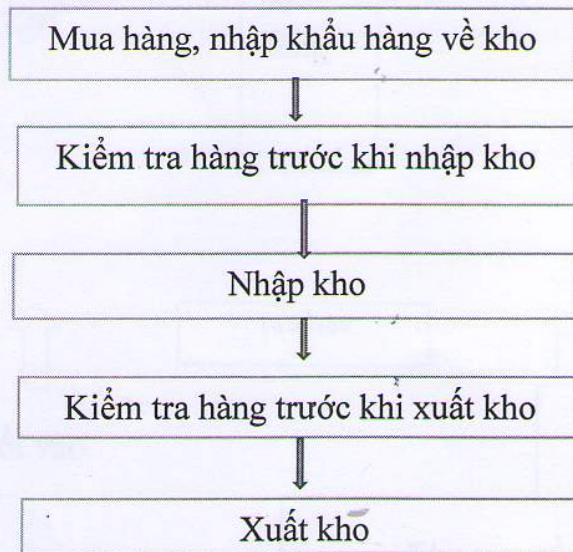 Mua hàng, nhập khẩu hàng về kho
Kiểm tra hàng trước khi nhập kho
Nhập kho
Kiểm tra hàng trước khi xuất kho
Xuất kho